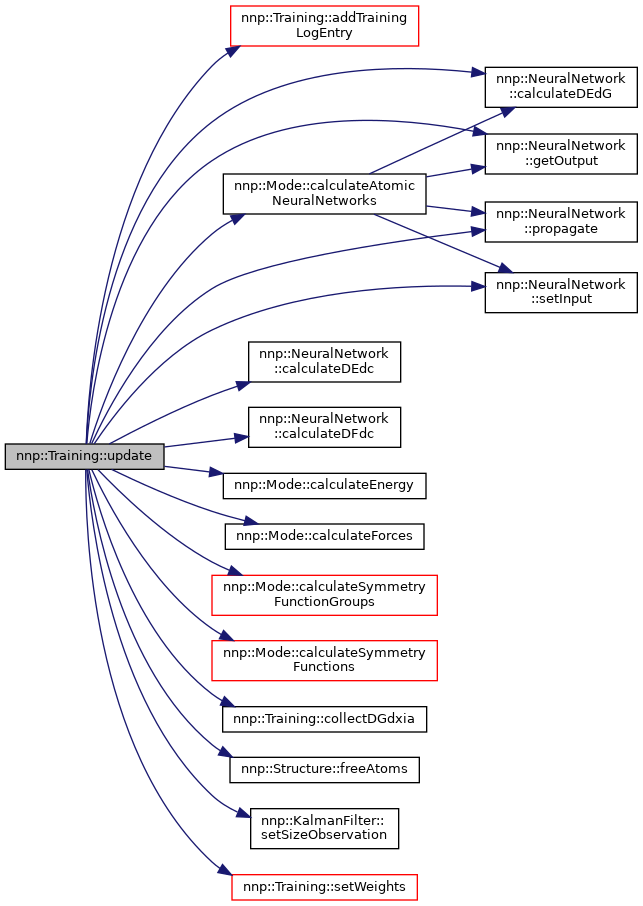 nnp::Training::addTraining
LogEntry
nnp::NeuralNetwork
::calculateDEdG
nnp::NeuralNetwork
::getOutput
nnp::Mode::calculateAtomic
NeuralNetworks
nnp::NeuralNetwork
::propagate
nnp::NeuralNetwork
::setInput
nnp::NeuralNetwork
::calculateDEdc
nnp::NeuralNetwork
::calculateDFdc
nnp::Training::update
nnp::Mode::calculateEnergy
nnp::Mode::calculateForces
nnp::Mode::calculateSymmetry
FunctionGroups
nnp::Mode::calculateSymmetry
Functions
nnp::Training::collectDGdxia
nnp::Structure::freeAtoms
nnp::KalmanFilter::
setSizeObservation
nnp::Training::setWeights